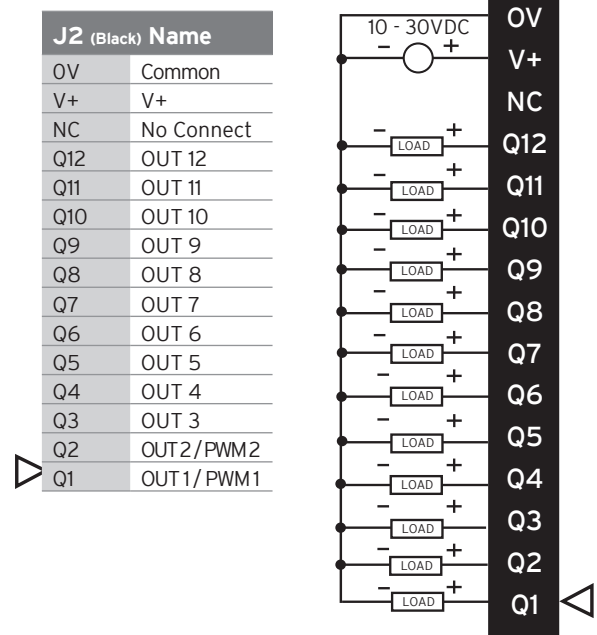 J2 (Black) Name
0V Common
V+ V+
NC No Connect
Q12 OUT 12
Q11 OUT 11
Q10 OUT 10
Q9 OUT 9
Q8 OUT 8
Q7 OUT 7
Q6 OUT 6
Q5 OUT 5
Q4 OUT 4
Q3 OUT 3
Q2 OUT2/PWM2
Q1 OUT1/PWM1
0V
10 - 30VDC
- + V+
NC
- LOAD + Q12
- LOAD + Q11
- LOAD + Q10
- LOAD + Q9
- LOAD + Q8
- LOAD + Q7
- LOAD + Q6
- LOAD + Q5
- LOAD + Q4
- LOAD + Q3
- LOAD + Q2
- LOAD + Q1